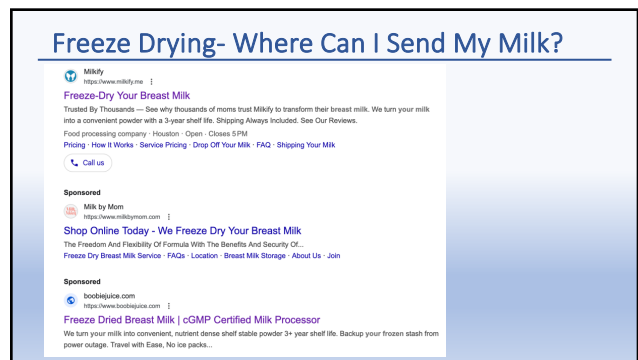 Freeze Drying- Where Can I Send My Milk?
Milkify
https://www.milkify.me
Freeze-Dry Your Breast Milk
Trusted By Thousands — See why thousands of moms trust Milkify to transform their breast milk. We turn your milk
into a convenient powder with a 3-year shelf life. Shipping Always Included. See Our Reviews.
Food processing company · Houston · Open · Closes 5 PM
Pricing · How It Works · Service Pricing · Drop Off Your Milk · FAQ · Shipping Your Milk
Call us
Sponsored
Milk by Mom
https://www.milkbymom.com
Shop Online Today - We Freeze Dry Your Breast Milk
The Freedom And Flexibility Of Formula With The Benefits And Security Of...
Freeze Dry Breast Milk Service · FAQs · Location · Breast Milk Storage · About Us · Join
Sponsored
boobiejuice.com
https://www.boobiejuice.com
Freeze Dried Breast Milk | cGMP Certified Milk Processor
We turn your milk into convenient, nutrient dense shelf stable powder 3+ year shelf life. Backup your frozen stash from
power outage. Travel with Ease, No ice packs...